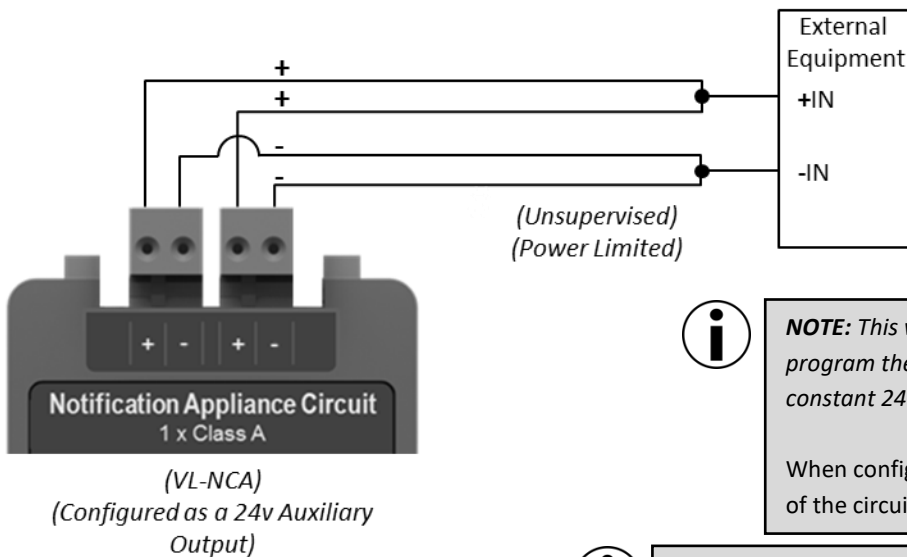 External
Equipment
+
+IN
+
-
-IN
-
(Unsupervised)
(Power Limited)
+ - + -
Notification Appliance Circuit
1 x Class A
(VL-NCA)
(Configured as a 24v Auxiliary
Output)
NOTE: This
program the
constant 24
When config
of the circui